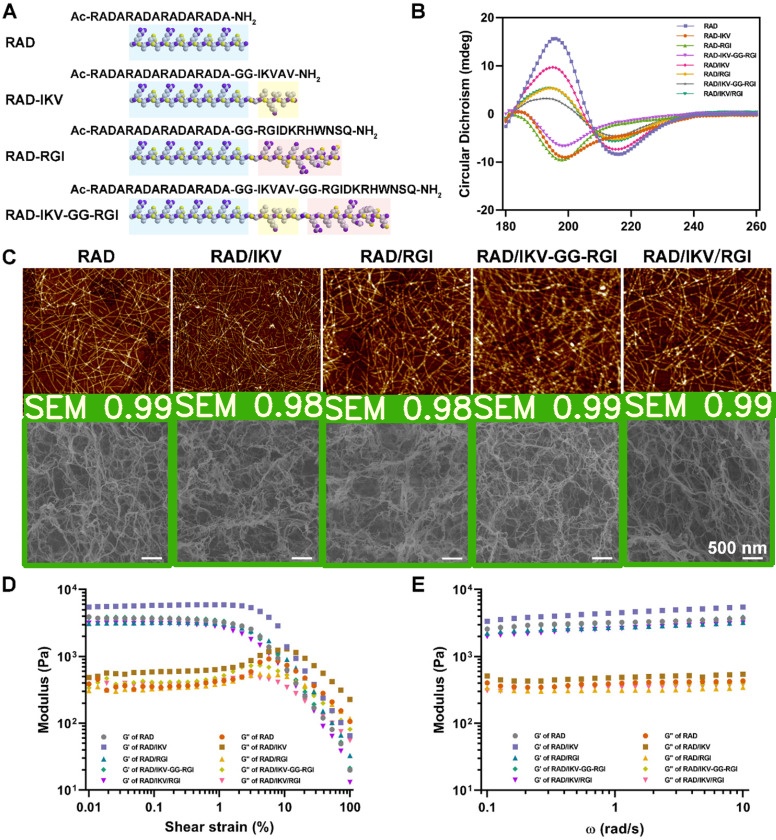 A
Ac-RADARADARADARADA-NH2
RAD
Ac-RADARADARADARADA-GG-IKVAV-NH2
RAD-IKV
Ac-RADARADARADARADA-GG-RGIDKRHWNSQ-NH2
RAD-RGI
Ac-RADARADARADARADA-GG-IKVAV-GG-RGIDKRHWNSQ-NH2
RAD-IKV-GG-RGI
B
Circular Dichroism (mdeg)
20
10
0
-10
-20
180
200
220
240
260
RAD
RAD-IKV
RAD-RGI
RAD-IKV-GG-RGI
RAD/IKV
RAD/RGI
RAD/IKV-GG-RGI
RAD/IKV/RGI
C
RAD
RAD/IKV
RAD/RGI
RAD/IKV-GG-RGI
RAD/IKV/RGI
SEM 0.99
SEM 0.98
SEM 0.98
SEM 0.99
SEM 0.99
500 nm
D
Modulus (Pa)
10^4
10^3
10^2
10^1
0.01
0.1
1
10
100
Shear strain (%)
G' of RAD
G' of RAD/IKV
G' of RAD/RGI
G' of RAD/IKV-GG-RGI
G' of RAD/IKV/RGI
G" of RAD
G" of RAD/IKV
G" of RAD/RGI
G" of RAD/IKV-GG-RGI
G" of RAD/IKV/RGI
E
Modulus (Pa)
10^4
10^3
10^2
10^1
0.1
1
10
ω (rad/s)
G' of RAD
G' of RAD/IKV
G' of RAD/RGI
G' of RAD/IKV-GG-RGI
G' of RAD/IKV/RGI
G" of RAD
G" of RAD/IKV
G" of RAD/RGI
G" of RAD/IKV-GG-RGI
G" of RAD/IKV/RGI